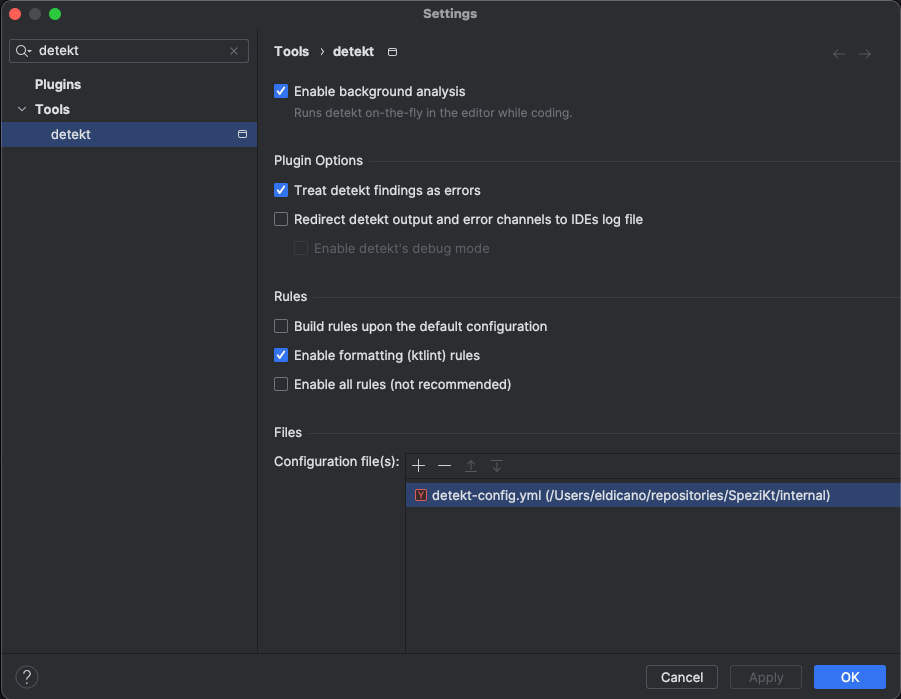 Settings
detekt
Plugins
Tools
detekt
Tools › detekt
Enable background analysis
Runs detekt on-the-fly in the editor while coding.
Plugin Options
Treat detekt findings as errors
Redirect detekt output and error channels to IDEs log file
Enable detekt's debug mode
Rules
Build rules upon the default configuration
Enable formatting (ktlint) rules
Enable all rules (not recommended)
Files
Configuration file(s):
Y detekt-config.yml (/Users/eldicano/repositories/SpeziKt/internal)
? Cancel Apply OK